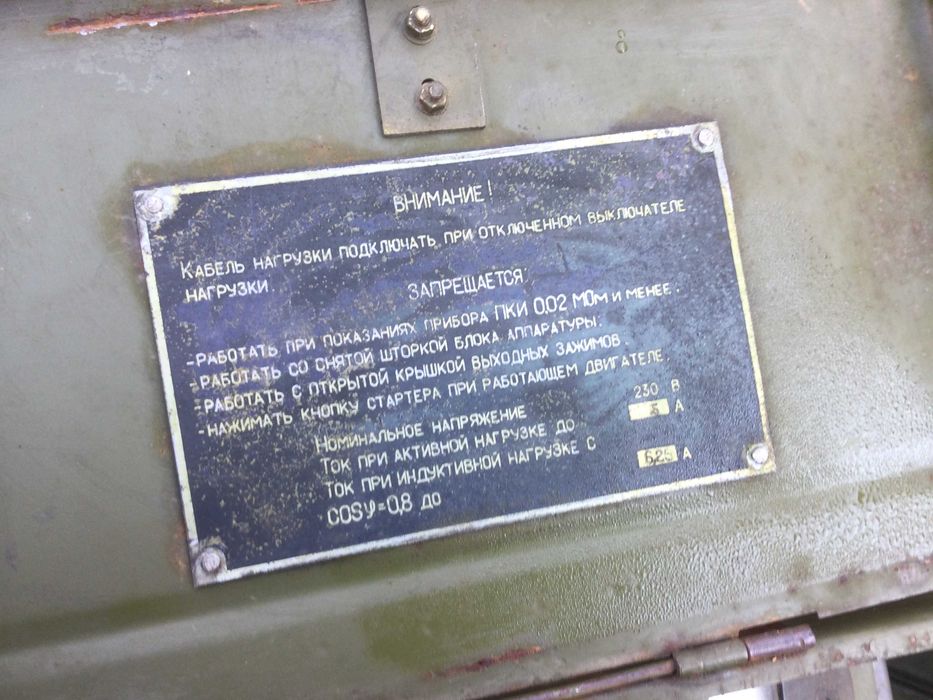 ВНИМАНИЕ!
КАБЕЛЬ НАГРУЗКИ ПОДКЛЮЧАТЬ ПРИ ОТКЛЮЧЕННОМ ВЫКЛЮЧАТЕЛЕ
НАГРУЗКИ.
ЗАПРЕЩАЕТСЯ:
-РАБОТАТЬ ПРИ ПОКАЗАНИЯХ ПРИБОРА ПКИ 0,02 МОм И МЕНЕЕ.
-РАБОТАТЬ СО СНЯТОЙ ШТОРКОЙ БЛОКА АППАРАТУРЫ.
-РАБОТАТЬ С ОТКРЫТОЙ КРЫШКОЙ ВЫХОДНЫХ ЗАЖИМОВ.
-НАЖИМАТЬ КНОПКУ СТАРТЕРА ПРИ РАБОТАЮЩЕМ ДВИГАТЕЛЕ.
НОМИНАЛЬНОЕ НАПРЯЖЕНИЕ 230 В
ТОК ПРИ АКТИВНОЙ НАГРУЗКЕ ДО 5 А
ТОК ПРИ ИНДУКТИВНОЙ НАГРУЗКЕ С
COSφ=0,8 ДО 6.25 А